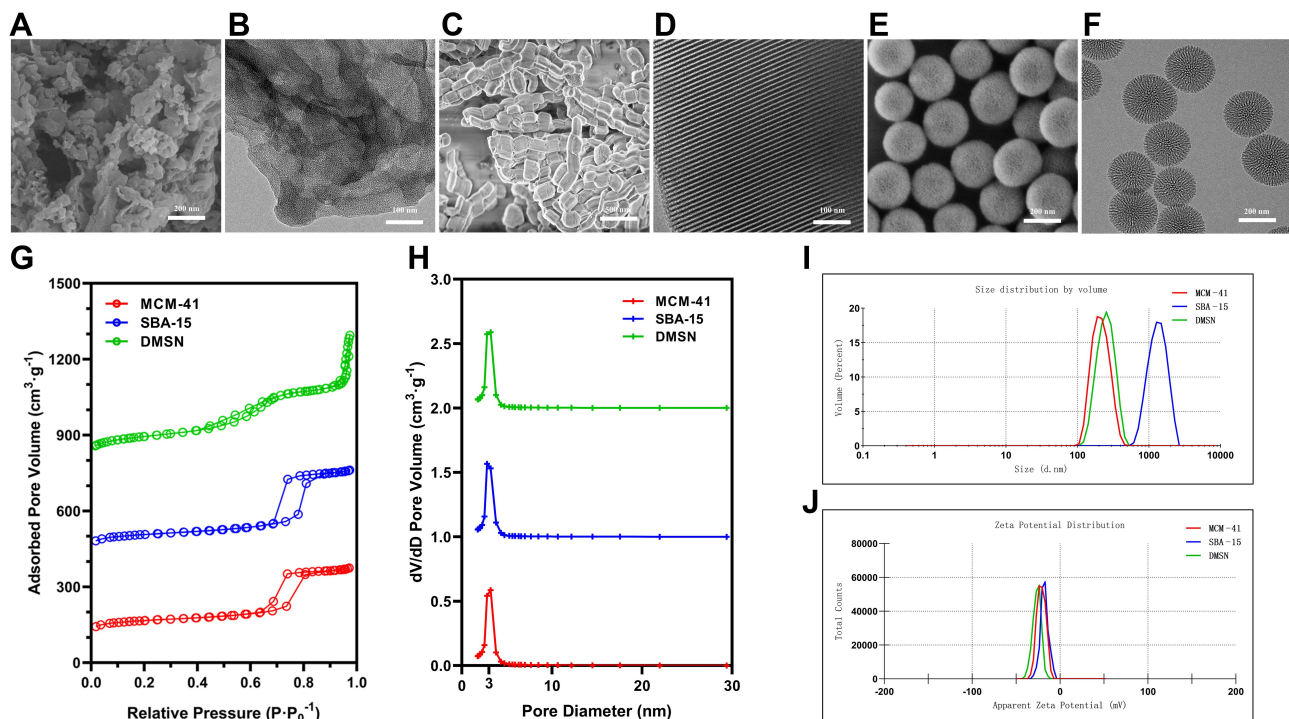 A
B
C
D
E
F
200 nm
100 nm
500 nm
100 nm
200 nm
200 nm
G
MCM-41
SBA-15
DMSN
Adsorbed Pore Volume (cm³·g⁻¹)
1500
1200
900
600
300
0
0.0 0.2 0.4 0.6 0.8 1.0
Relative Pressure (P·P₀⁻¹)
H
MCM-41
SBA-15
DMSN
dV/dD Pore Volume (cm³·g⁻¹)
3.0
2.5
2.0
1.5
1.0
0.5
0.0
0 3 10 20 30
Pore Diameter (nm)
I
Size distribution by volume
MCM-41
SBA-15
DMSN
Volume (Percent)
20
15
10
5
0
0.1 1 10 100 1000 10000
Size (d.nm)
J
Zeta Potential Distribution
MCM-41
SBA-15
DMSN
Total Counts
80000
60000
40000
20000
0
-200 -100 0 100 200
Apparent Zeta Potential (mV)